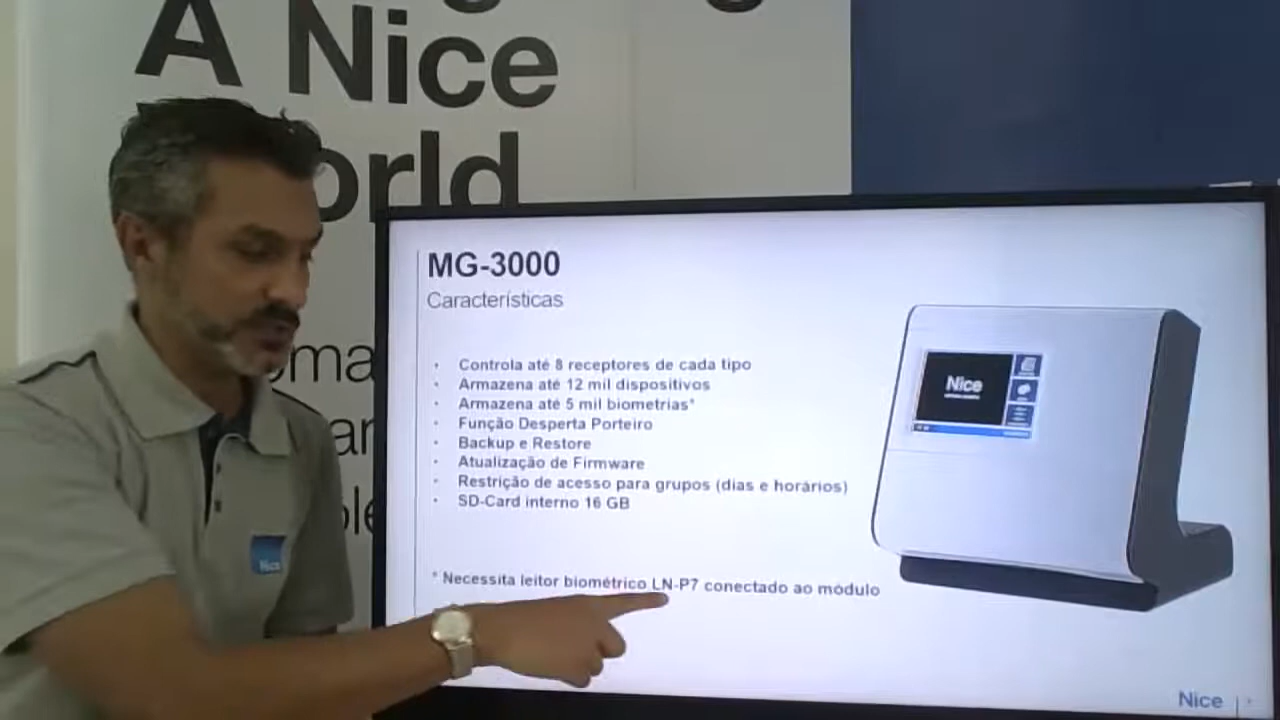 A Nice
World
MG-3000
Características
Controla até 8 receptores de cada tipo
Armazena até 12 mil dispositivos
Armazena até 5 mil biometrias*
Função Desperta Porteiro
Backup e Restore
Atualização de Firmware
Restrição de acesso para grupos (dias e horários)
SD-Card interno 16 GB
* Necessita leitor biométrico LN-P7 conectado ao módulo
Nice
Nice
Nice